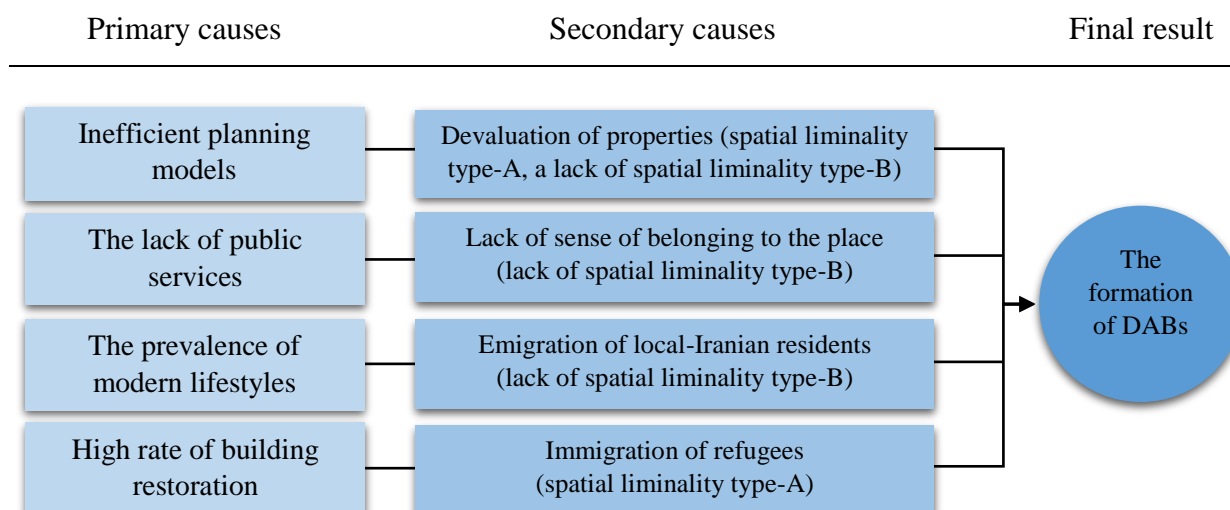 Primary causes
Secondary causes
Final result
Inefficient planning
models
Devaluation of properties (spatial liminality
type-A, a lack of spatial liminality type-B)
The lack of public
services
Lack of sense of belonging to the place
(lack of spatial liminality type-B)
The prevalence of
modern lifestyles
Emigration of local-Iranian residents
(lack of spatial liminality type-B)
High rate of building
restoration
Immigration of refugees
(spatial liminality type-A)
The
formation
of DABs